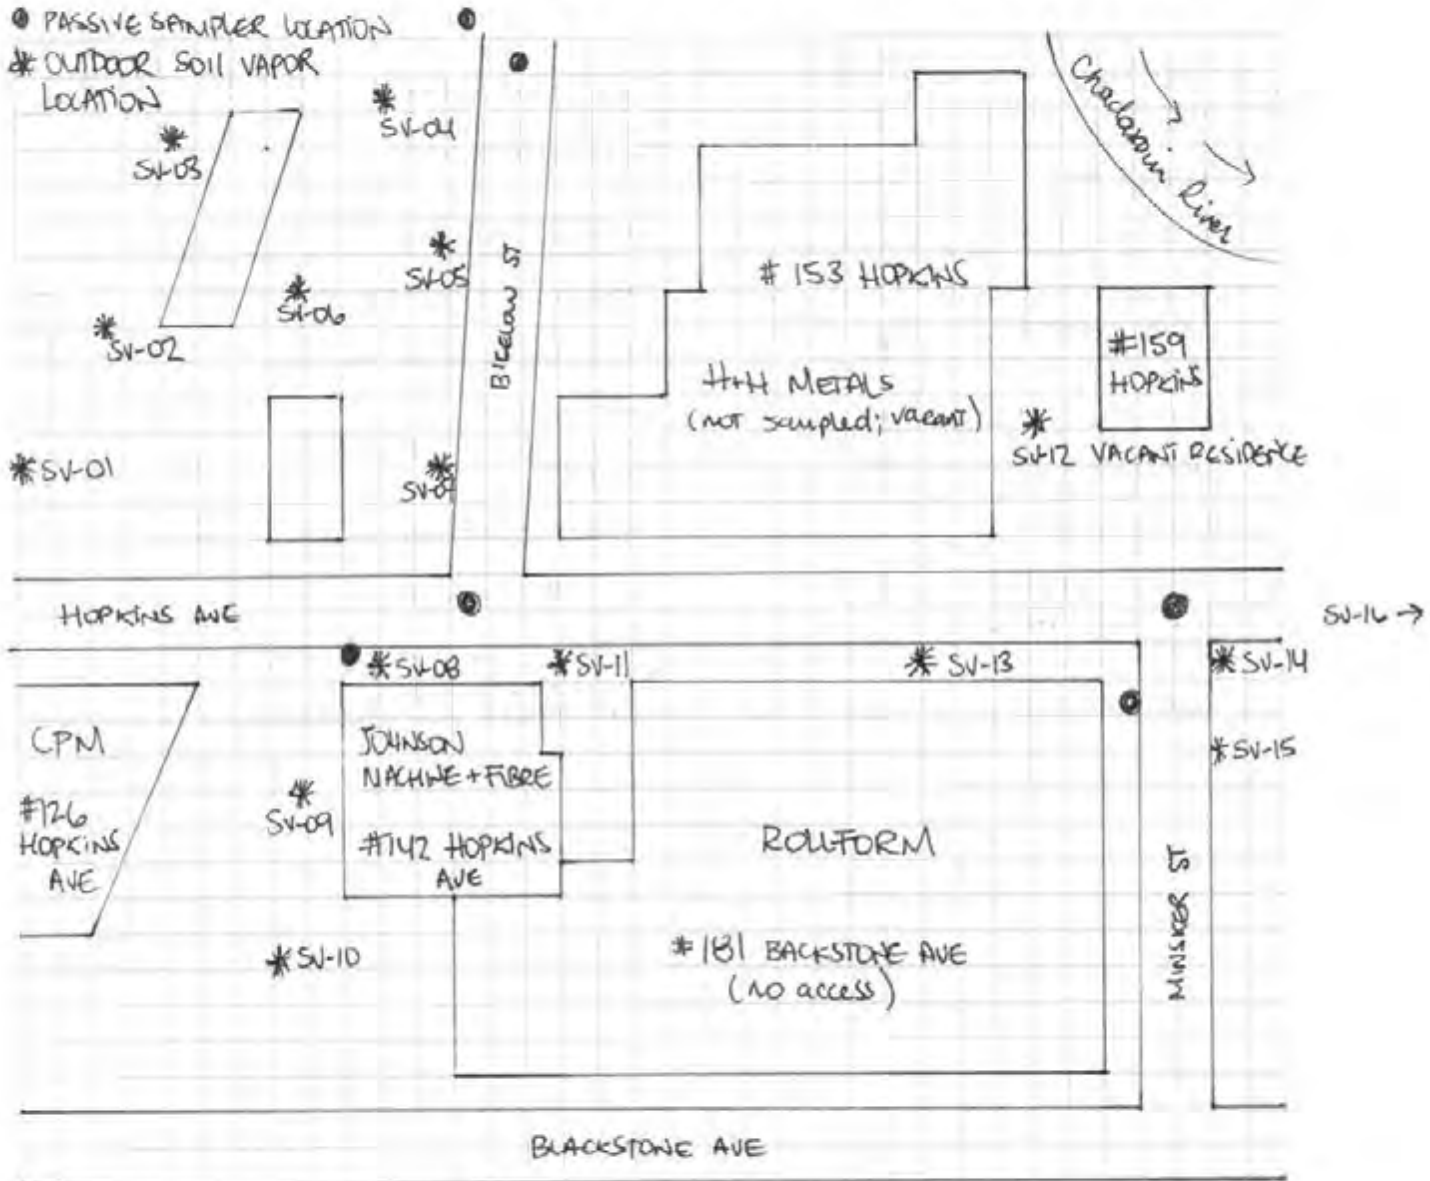 PASSIVE SAMPLER LOCATION
OUTDOOR SOIL VAPOR
LOCATION
SV-04
SV-03
Chadakoin River
SV-05
BIGELOW ST
# 153 HOPKINS
SV-06
SV-02
#159
HOPKINS
H+H METALS
(not sampled; vacant)
SV-12 VACANT RESIDENCE
SV-01
HOPKINS AVE
SV-16 →
SV-08
SV-11
SV-13
SV-14
CPM
#126
HOPKINS
AVE
JOHNSON
MACHINE + FIBRE
#142 HOPKINS
AVE
SV-15
SV-09
ROLLFORM
SV-10
#181 BACKSTONE AVE
(no access)
MINSKER ST
BLACKSTONE AVE